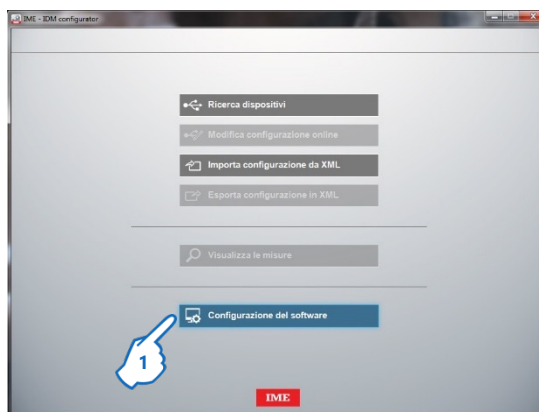 IME - IDM configurator
Ricerca dispositivi
Modifica configurazione online
Importa configurazione da XML
Esporta configurazione in XML
Visualizza le misure
Configurazione del software
1
IME